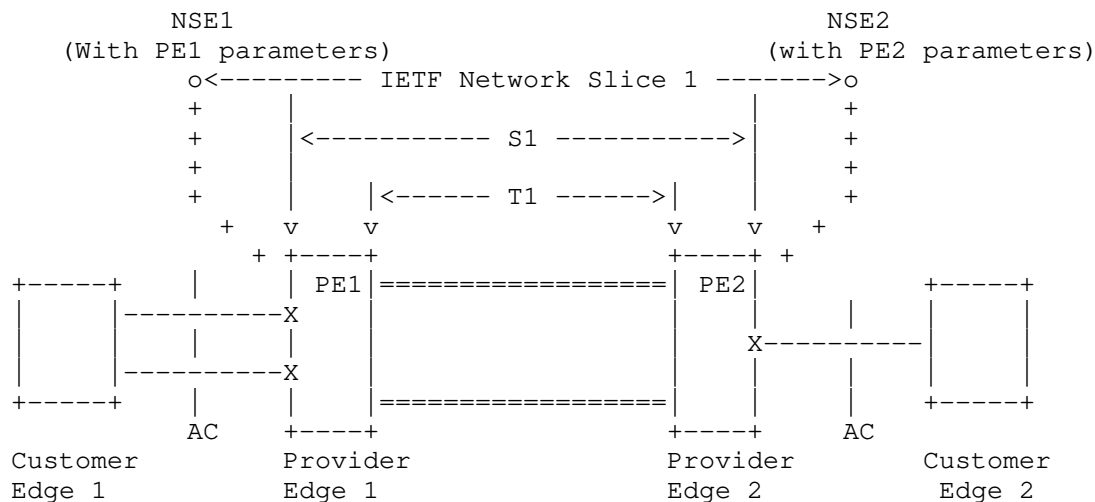 NSE1 NSE2
(With PE1 parameters) (with PE2 parameters)
o<--------- IETF Network Slice 1 ------->o
+ | | +
+ |<----------- S1 ----------->| +
+ | | +
+ | |<------ T1 ------>| | +
+ v v v v +
+ +----+ +----+ +
+-----+ | | PE1|==================| PE2| +-----+
| |----------X | | | | | |
| | | | | | X----------| |
| |----------X | | | | | |
+-----+ | | |==================| | | +-----+
AC +----+ +----+ AC
Customer Provider Provider Customer
Edge 1 Edge 1 Edge 2 Edge 2